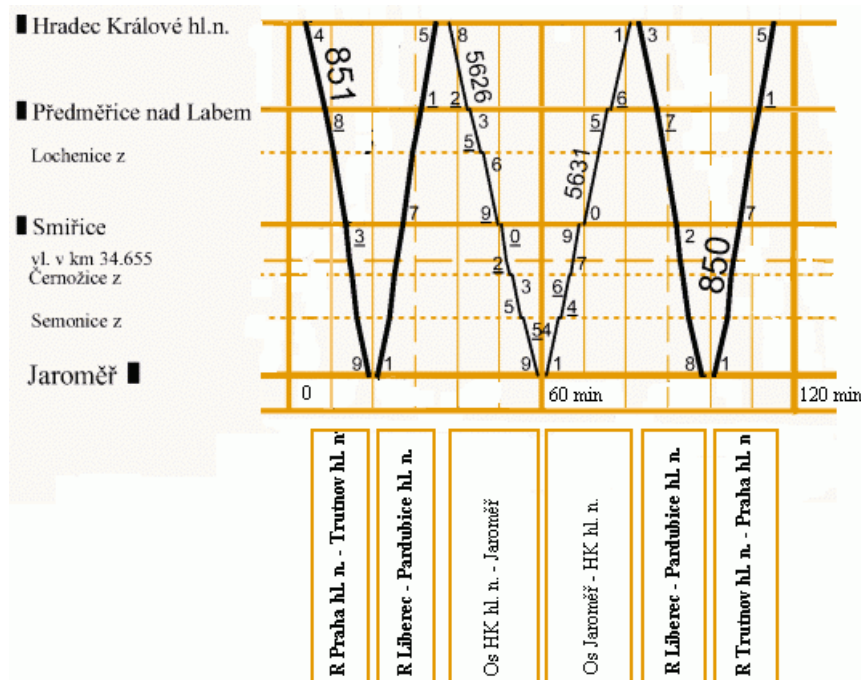 Hradec Králové hl.n.
Předměřice nad Labem
Lochenice z
Smiřice
vl. v km 34.655
Černožice z
Semonice z
Jaroměř
4 5 8 1 3 5
851 5626
8 1 2 3 5 6 7 1
5 6
5631
3 7 9 0 9 0 2 7
2 3 7 6 850
5 4
54
9 1 9 1 8 1
0 60 min 120 min
R Praha hl. n. - Trutnov hl. n
R Liberec - Pardubice hl. n.
Os HK hl. n. - Jaroměř
Os Jaroměř - HK hl. n.
R Liberec - Pardubice hl. n.
R Trutnov hl. n. - Praha hl. n